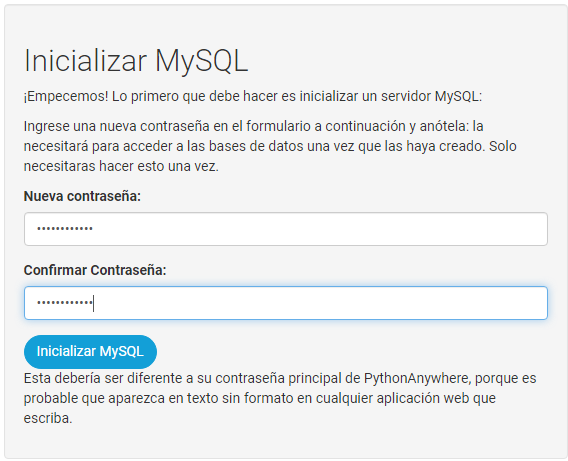 Inicializar MySQL
¡Empecemos! Lo primero que debe hacer es inicializar un servidor MySQL:
Ingrese una nueva contraseña en el formulario a continuación y anótela: la
necesitará para acceder a las bases de datos una vez que las haya creado. Solo
necesitaras hacer esto una vez.
Nueva contraseña:
••••••••••••
Confirmar Contraseña:
••••••••••••
Inicializar MySQL
Esta debería ser diferente a su contraseña principal de PythonAnywhere, porque es
probable que aparezca en texto sin formato en cualquier aplicación web que
escriba.